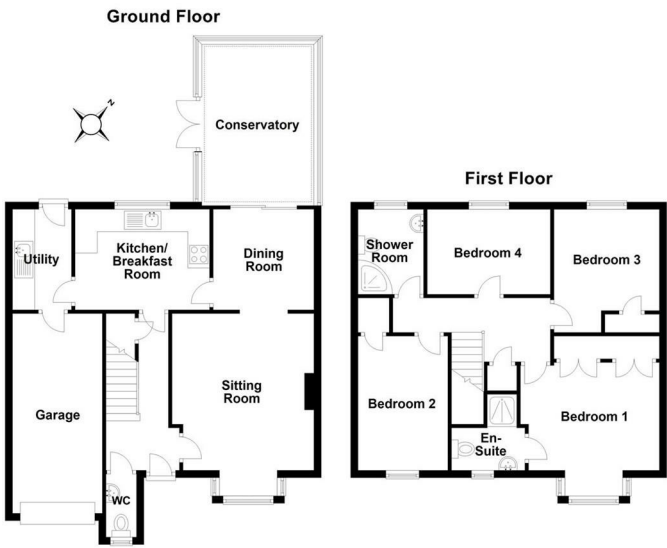 Ground Floor
N
Conservatory
First Floor
Utility
Kitchen/
Breakfast
Room
Dining
Room
Sitting
Room
Garage
WC
Shower
Room
Bedroom 4
Bedroom 3
Bedroom 2
Bedroom 1
En-
Suite